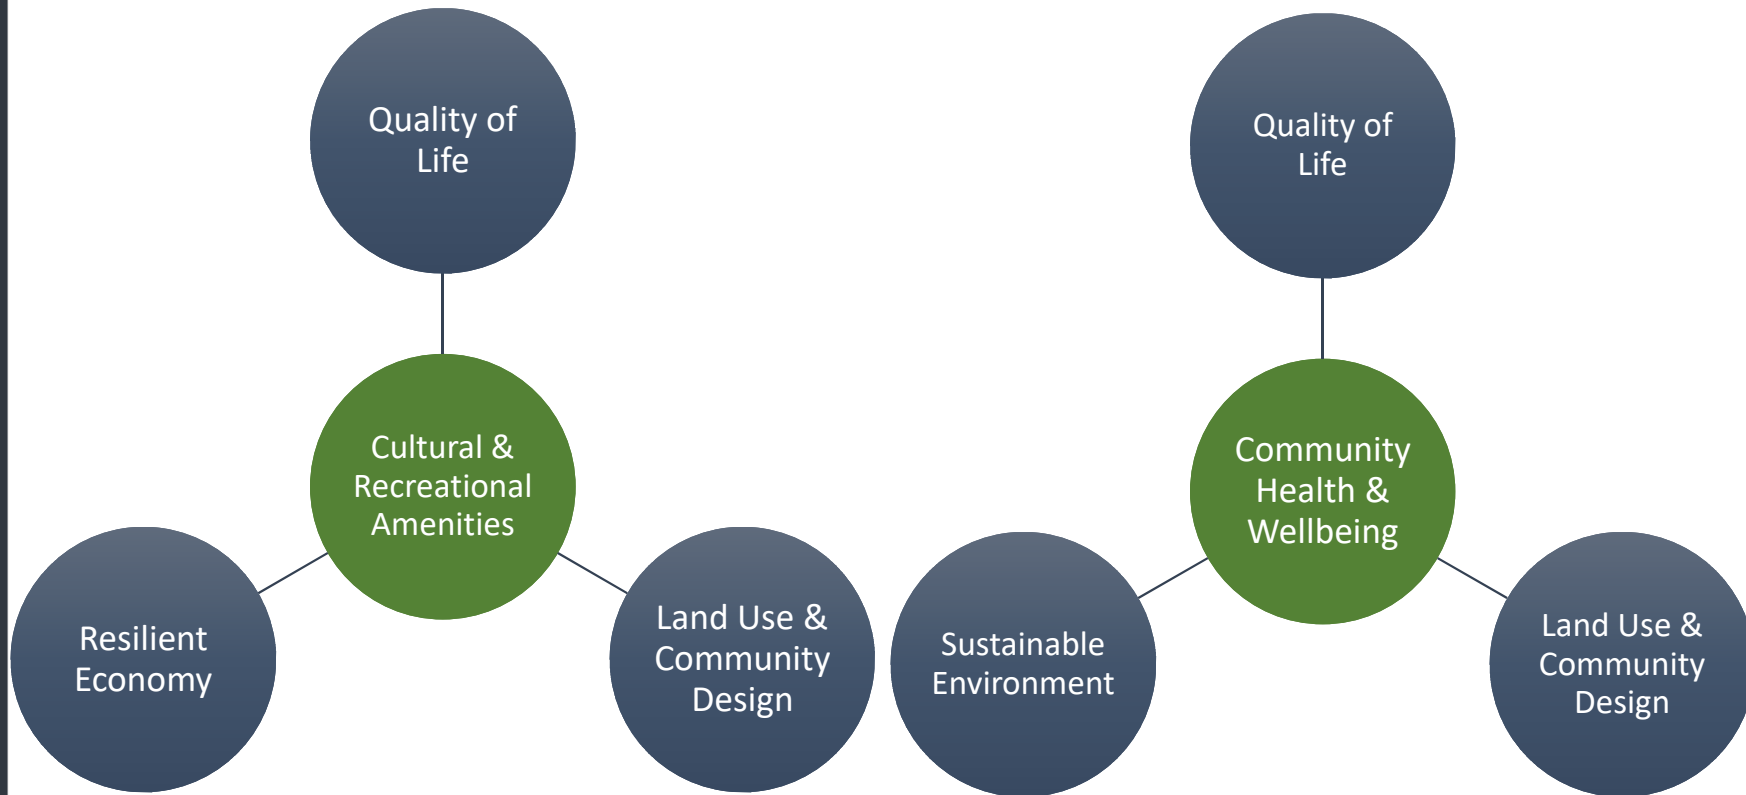 Quality of
Life
Cultural &
Recreational
Amenities
Resilient
Economy
Land Use &
Community
Design
Quality of
Life
Community
Health &
Wellbeing
Sustainable
Environment
Land Use &
Community
Design